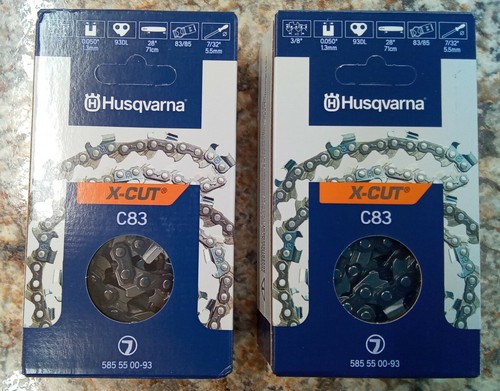 3/8" 0.050" 1.3mm 930L 28" 71cm 83/85 7/32" 5.5mm
Husqvarna
X-CUT®
C83
585 55 00-93
3/8" 0.050" 1.3mm 930L 28" 71cm 83/85 7/32" 5.5mm
Husqvarna
X-CUT®
C83
585 55 00-93